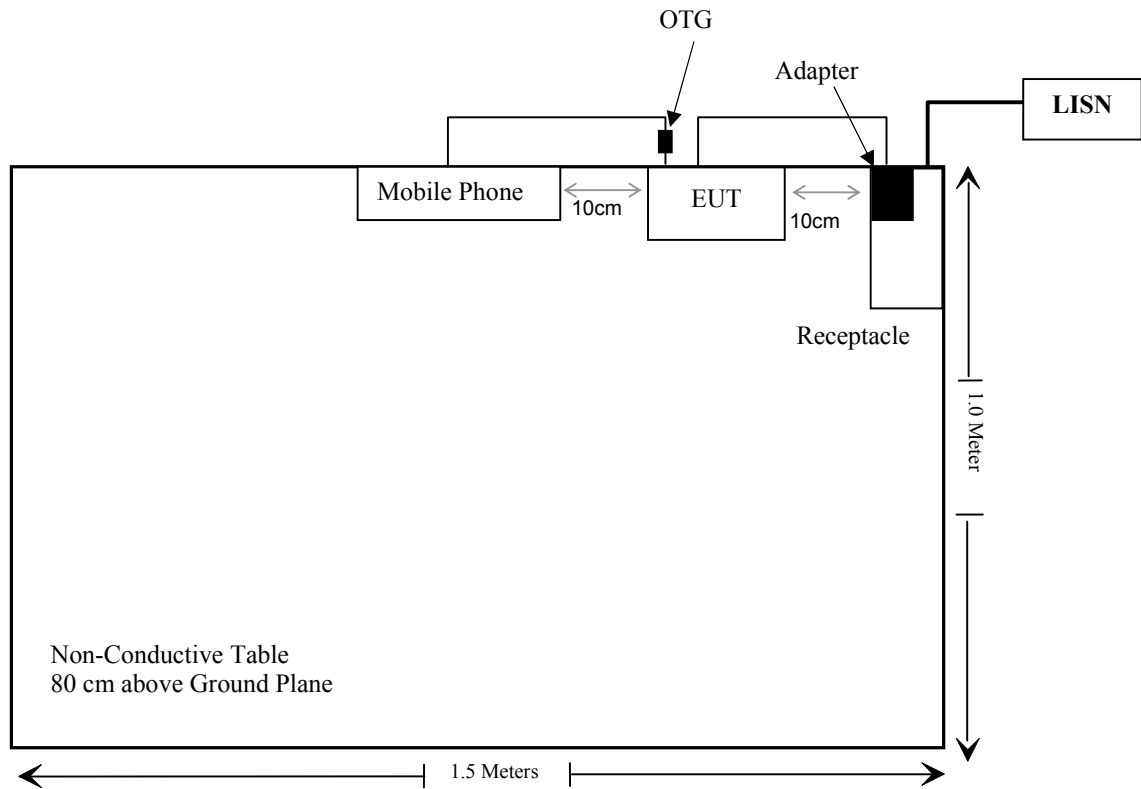 OTG
Adapter
LISN
Mobile Phone
10cm
EUT
10cm
Receptacle
1.0 Meter
Non-Conductive Table
80 cm above Ground Plane
1.5 Meters